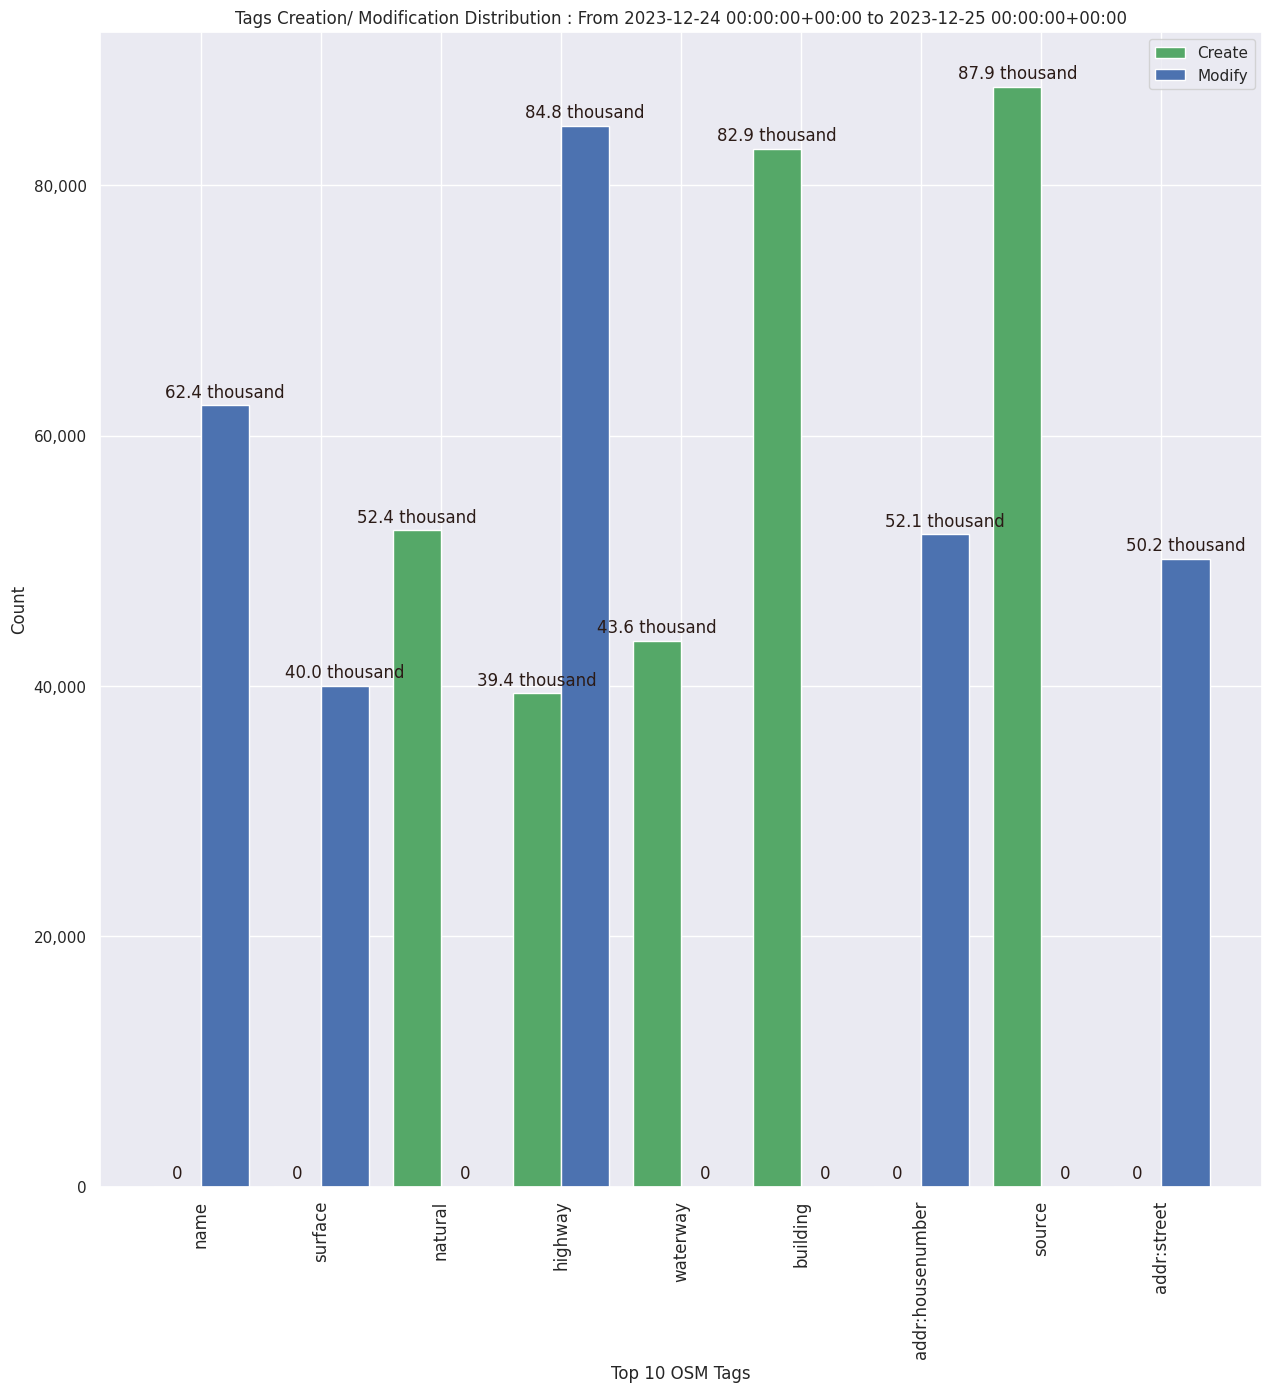 Tags Creation/ Modification Distribution : From 2023-12-24 00:00:00+00:00 to 2023-12-25 00:00:00+00:00
Create
Modify
87.9 thousand
84.8 thousand
82.9 thousand
80,000
62.4 thousand
60,000
52.4 thousand
52.1 thousand
50.2 thousand
43.6 thousand
40.0 thousand
39.4 thousand
40,000
20,000
0
0
0
0
0
0
0
0
0
Count
name
surface
natural
highway
waterway
building
addr:housenumber
source
addr:street
Top 10 OSM Tags